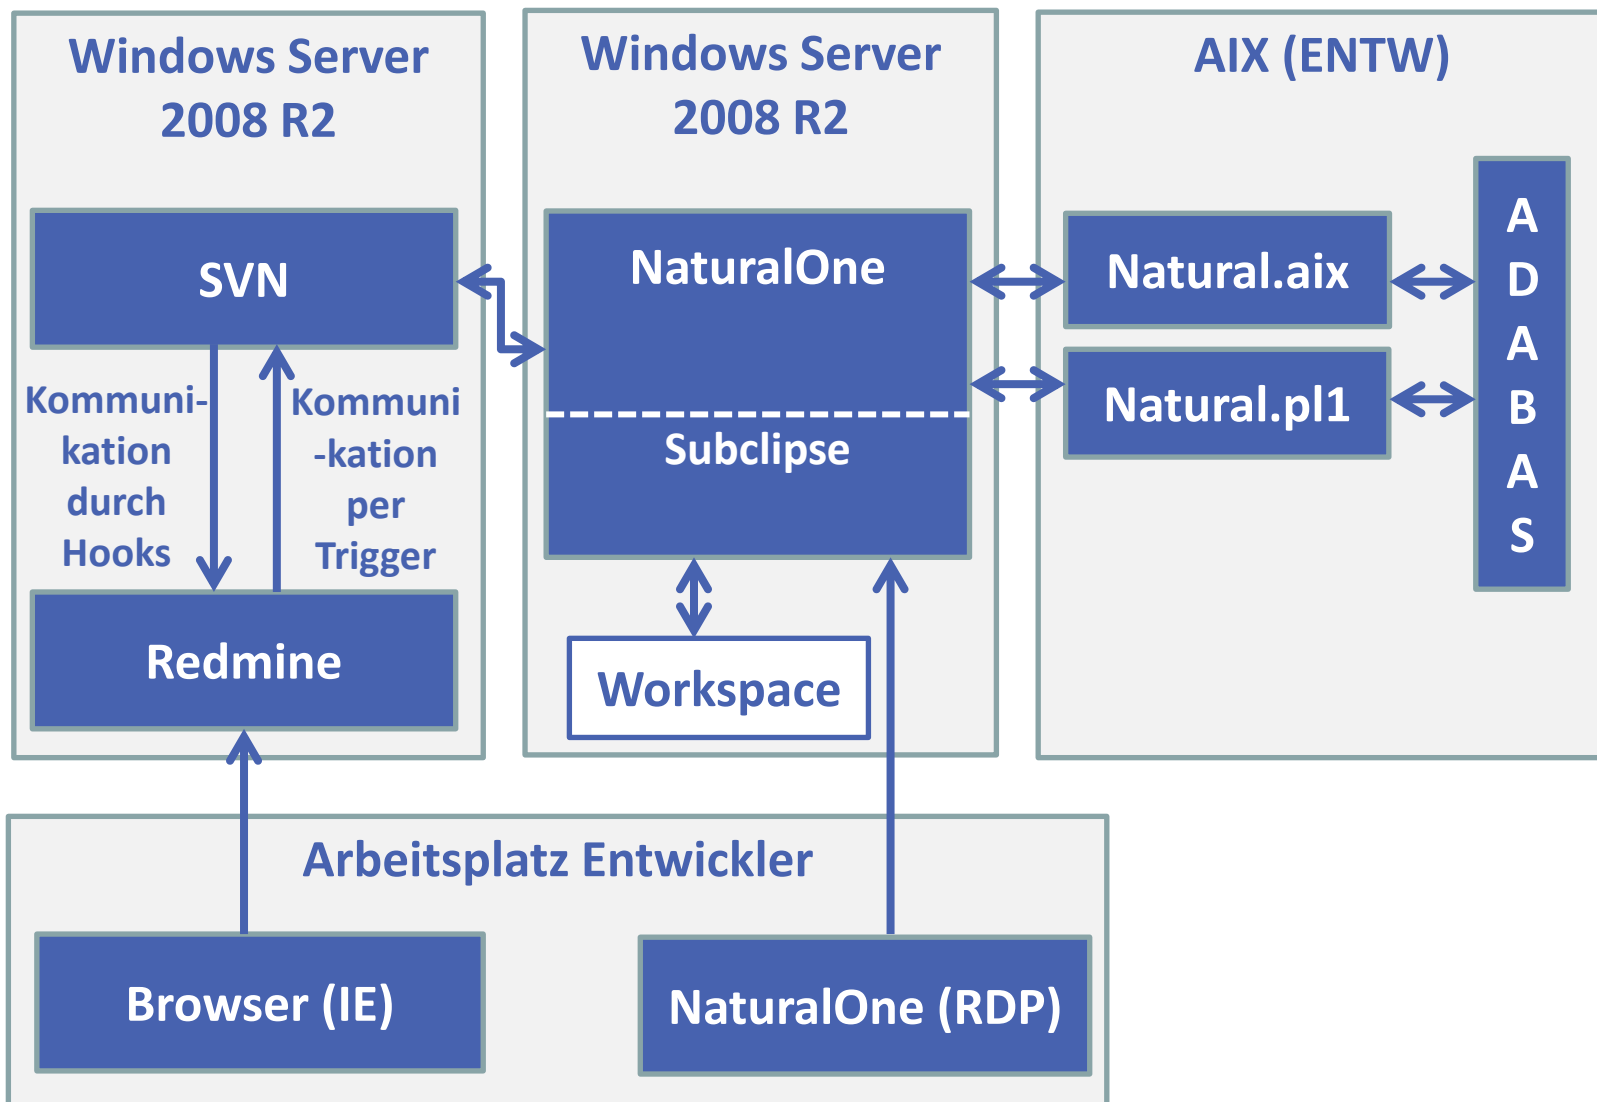 Windows Server
2008 R2
SVN
Kommuni-
kation
durch
Hooks
Kommuni
-kation
per
Trigger
Redmine
Windows Server
2008 R2
NaturalOne
Subclipse
Workspace
AIX (ENTW)
Natural.aix
Natural.pl1
A
D
A
B
A
S
Arbeitsplatz Entwickler
Browser (IE)
NaturalOne (RDP)